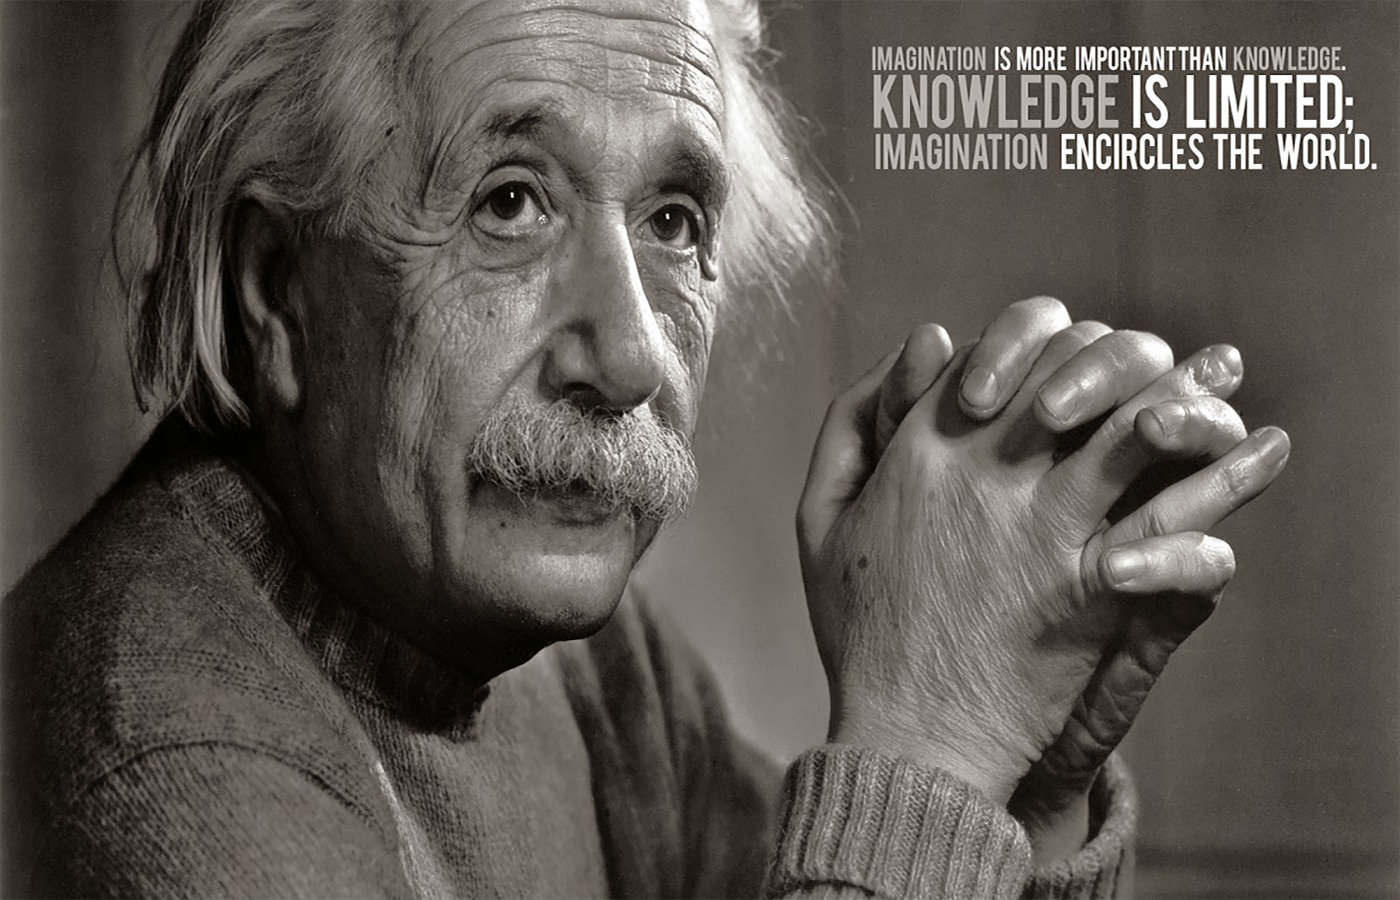 IMAGINATION IS MORE IMPORTANT THAN KNOWLEDGE.
KNOWLEDGE IS LIMITED;
IMAGINATION ENCIRCLES THE WORLD.